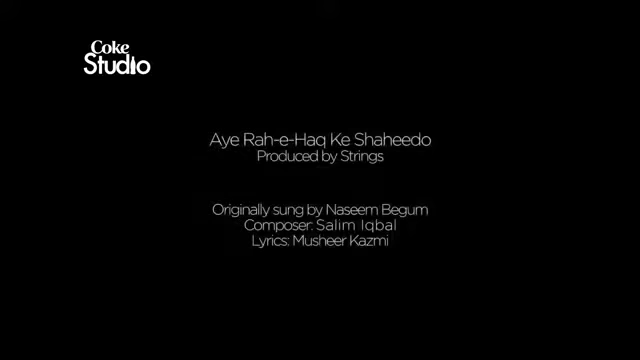 Coke
Studio
Aye Rah-e-Haq Ke Shaheedo
Produced by Strings
Originally sung by Naseem Begum
Composer: Salim Iqbal
Lyrics: Musheer Kazmi